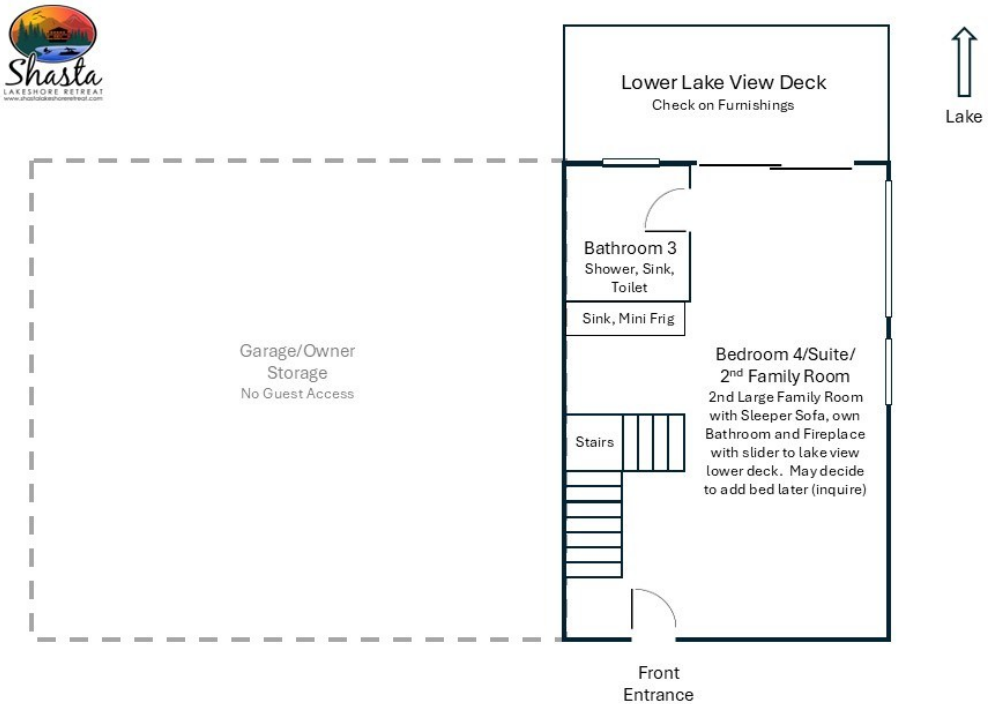 Shasta
LAKESHORE RETREAT
www.shastalakeshoreretreat.com
Lower Lake View Deck
Check on Furnishings
Lake
Bathroom 3
Shower, Sink,
Toilet
Sink, Mini Frig
Garage/Owner
Storage
No Guest Access
Bedroom 4/Suite/
2nd Family Room
2nd Large Family Room
with Sleeper Sofa, own
Bathroom and Fireplace
with slider to lake view
lower deck. May decide
to add bed later (inquire)
Stairs
Front
Entrance